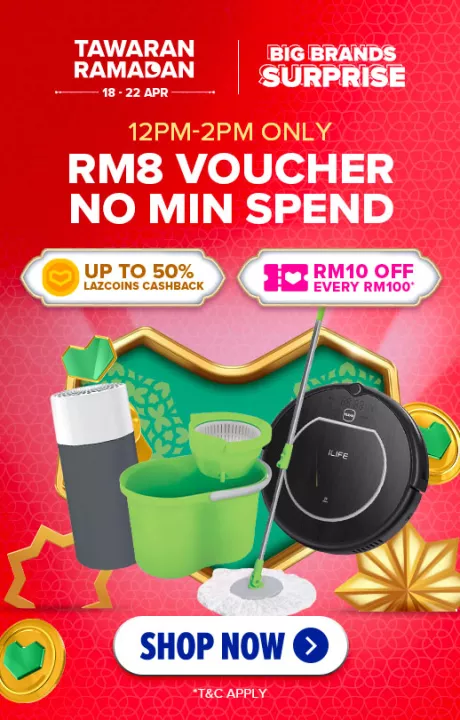 TAWARAN
RAMADAN
18 - 22 APR
BIG BRANDS
SURPRISE
12PM-2PM ONLY
RM8 VOUCHER
NO MIN SPEND
UP TO 50%
LAZCOINS CASHBACK
RM10 OFF
EVERY RM100*
ILIFE
SHOP NOW
*T&C APPLY